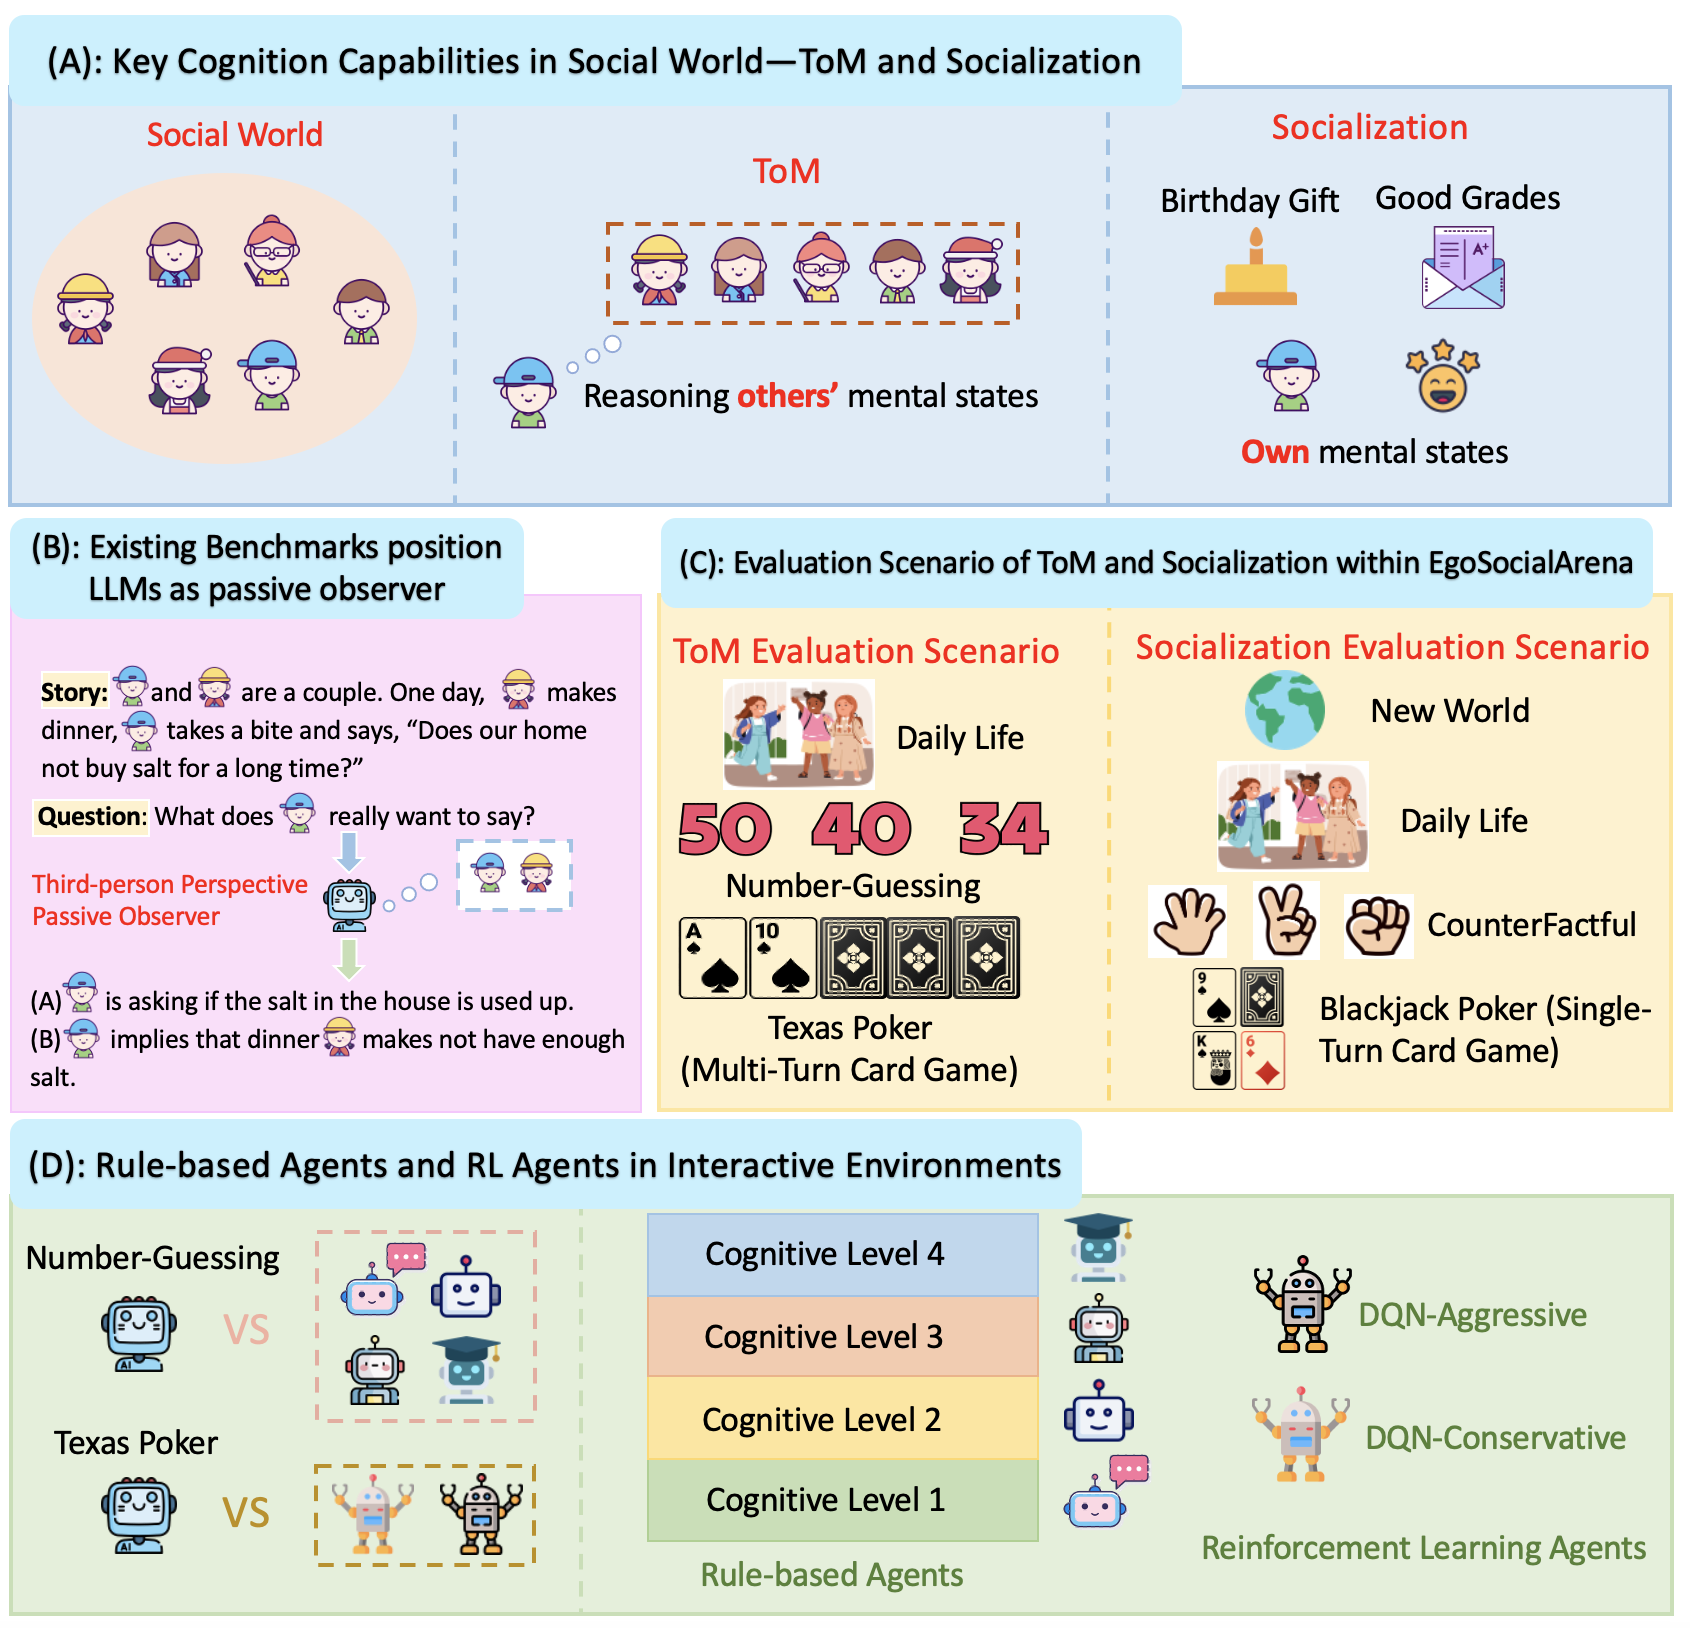 (A): Key Cognition Capabilities in Social World—ToM and Socialization
Social World
ToM
Reasoning others’ mental states
Socialization
Birthday Gift
Good Grades
A+
Own mental states
(B): Existing Benchmarks position
LLMs as passive observer
Story: and are a couple. One day, makes
dinner, takes a bite and says, “Does our home
not buy salt for a long time?”
Question: What does really want to say?
Third-person Perspective
Passive Observer
AI
(A) is asking if the salt in the house is used up.
(B) implies that dinner makes not have enough
salt.
(C): Evaluation Scenario of ToM and Socialization within EgoSocialArena
ToM Evaluation Scenario
Daily Life
50 40 34
Number-Guessing
A 10
Texas Poker
(Multi-Turn Card Game)
Socialization Evaluation Scenario
New World
Daily Life
CounterFactful
9
K 6
Blackjack Poker (Single-
Turn Card Game)
(D): Rule-based Agents and RL Agents in Interactive Environments
Number-Guessing
AI
VS
Texas Poker
AI
VS
Cognitive Level 4
Cognitive Level 3
Cognitive Level 2
Cognitive Level 1
Rule-based Agents
DQN-Aggressive
DQN-Conservative
Reinforcement Learning Agents